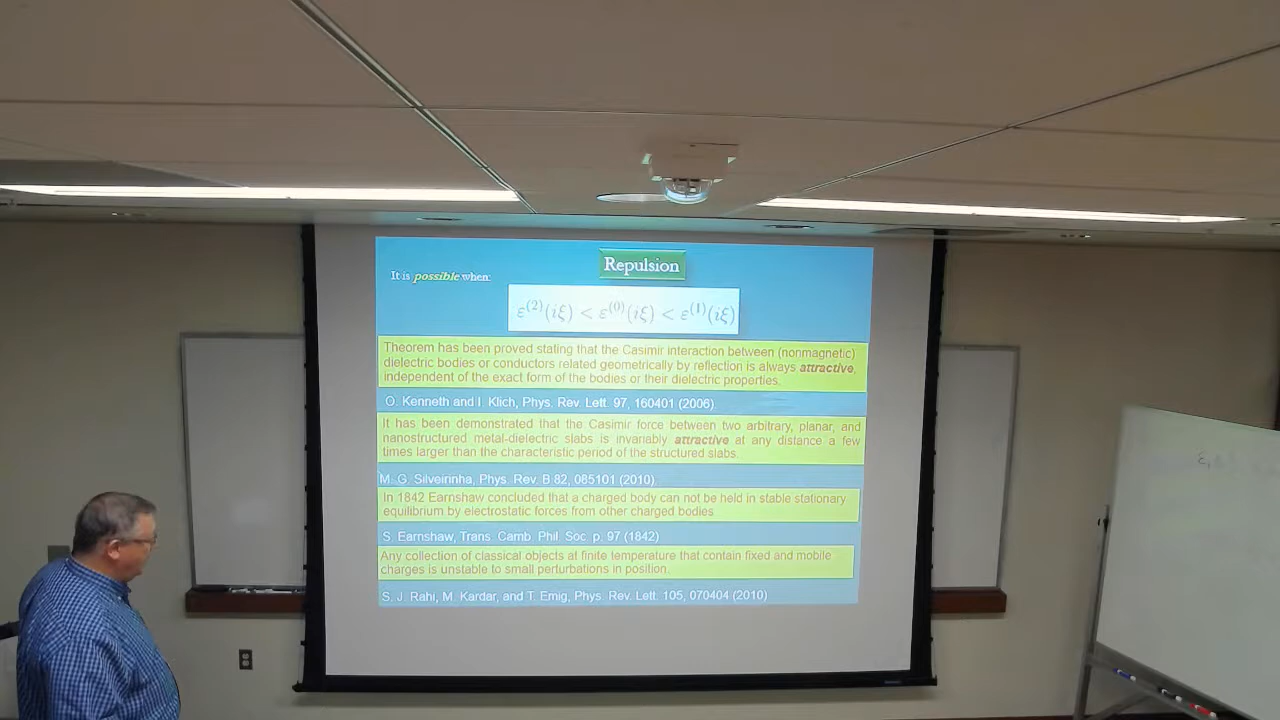 Repulsion
It is possible when:
ε⁽²⁾(iξ) < ε⁽⁰⁾(iξ) < ε⁽¹⁾(iξ)
Theorem has been proved stating that the Casimir interaction between (nonmagnetic)
dielectric bodies or conductors related geometrically by reflection is always attractive,
independent of the exact form of the bodies or their dielectric properties.
O. Kenneth and I. Klich, Phys. Rev. Lett. 97, 160401 (2006).
It has been demonstrated that the Casimir force between two arbitrary, planar, and
nanostructured metal-dielectric slabs is invariably attractive at any distance a few
times larger than the characteristic period of the structured slabs.
M. G. Silveirinha, Phys. Rev. B 82, 085101 (2010)
In 1842 Earnshaw concluded that a charged body can not be held in stable stationary
equilibrium by electrostatic forces from other charged bodies
S. Earnshaw, Trans. Camb. Phil. Soc. p. 97 (1842)
Any collection of classical objects at finite temperature that contain fixed and mobile
charges is unstable to small perturbations in position.
S. J. Rahi, M. Kardar, and T. Emig, Phys. Rev. Lett. 105, 070404 (2010)